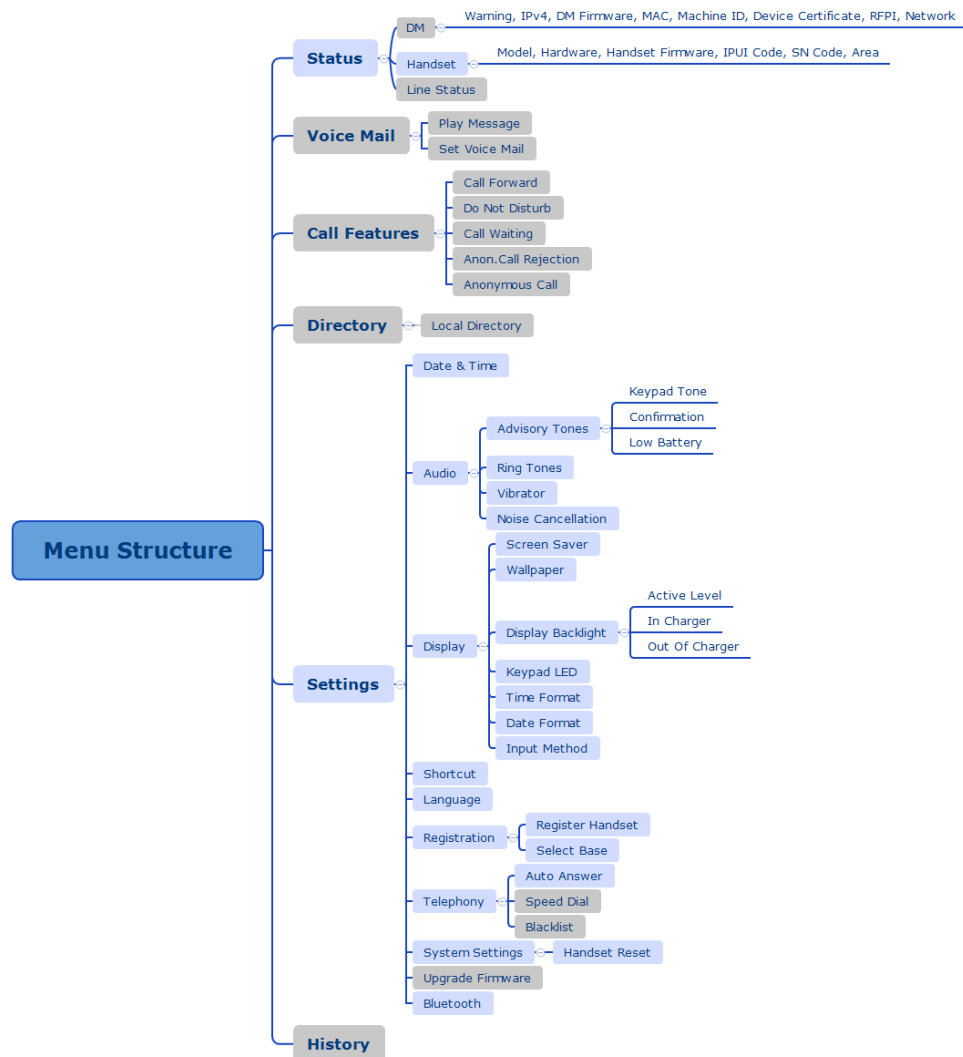 Warning, IPv4, DM Firmware, MAC, Machine ID, Device Certificate, RFPI, Network
DM
Status
Model, Hardware, Handset Firmware, IPUI Code, SN Code, Area
Handset
Line Status
Play Message
Voice Mail
Set Voice Mail
Call Forward
Do Not Disturb
Call Features
Call Waiting
Anon.Call Rejection
Anonymous Call
Directory
Local Directory
Date & Time
Keypad Tone
Advisory Tones
Confirmation
Low Battery
Audio
Ring Tones
Vibrator
Noise Cancellation
Menu Structure
Screen Saver
Wallpaper
Active Level
Display Backlight
In Charger
Out Of Charger
Display
Keypad LED
Settings
Time Format
Date Format
Input Method
Shortcut
Language
Registration
Register Handset
Select Base
Auto Answer
Telephony
Speed Dial
Blacklist
System Settings
Handset Reset
Upgrade Firmware
Bluetooth
History